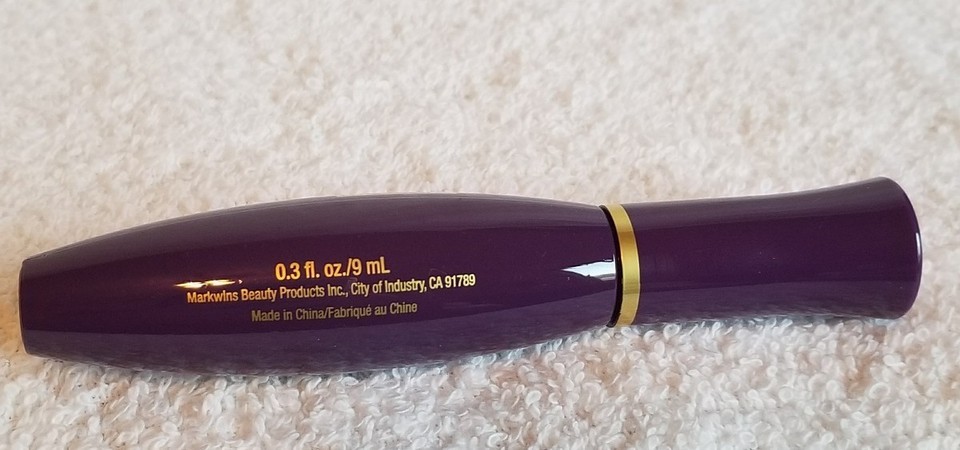 0.3 fl. oz./9 mL
Markwins Beauty Products Inc., City of Industry, CA 91789
Made in China/Fabriqué au Chine